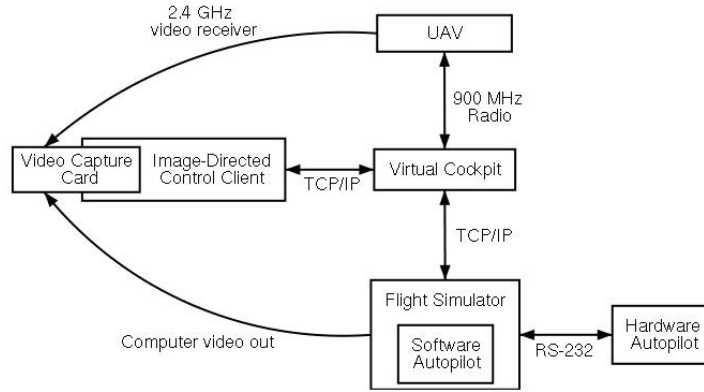 2.4 GHz
video receiver
UAV
900 MHz
Radio
Video Capture
Card
Image-Directed
Control Client
TCP/IP
Virtual Cockpit
TCP/IP
Flight Simulator
Software
Autopilot
RS-232
Hardware
Autopilot
Computer video out